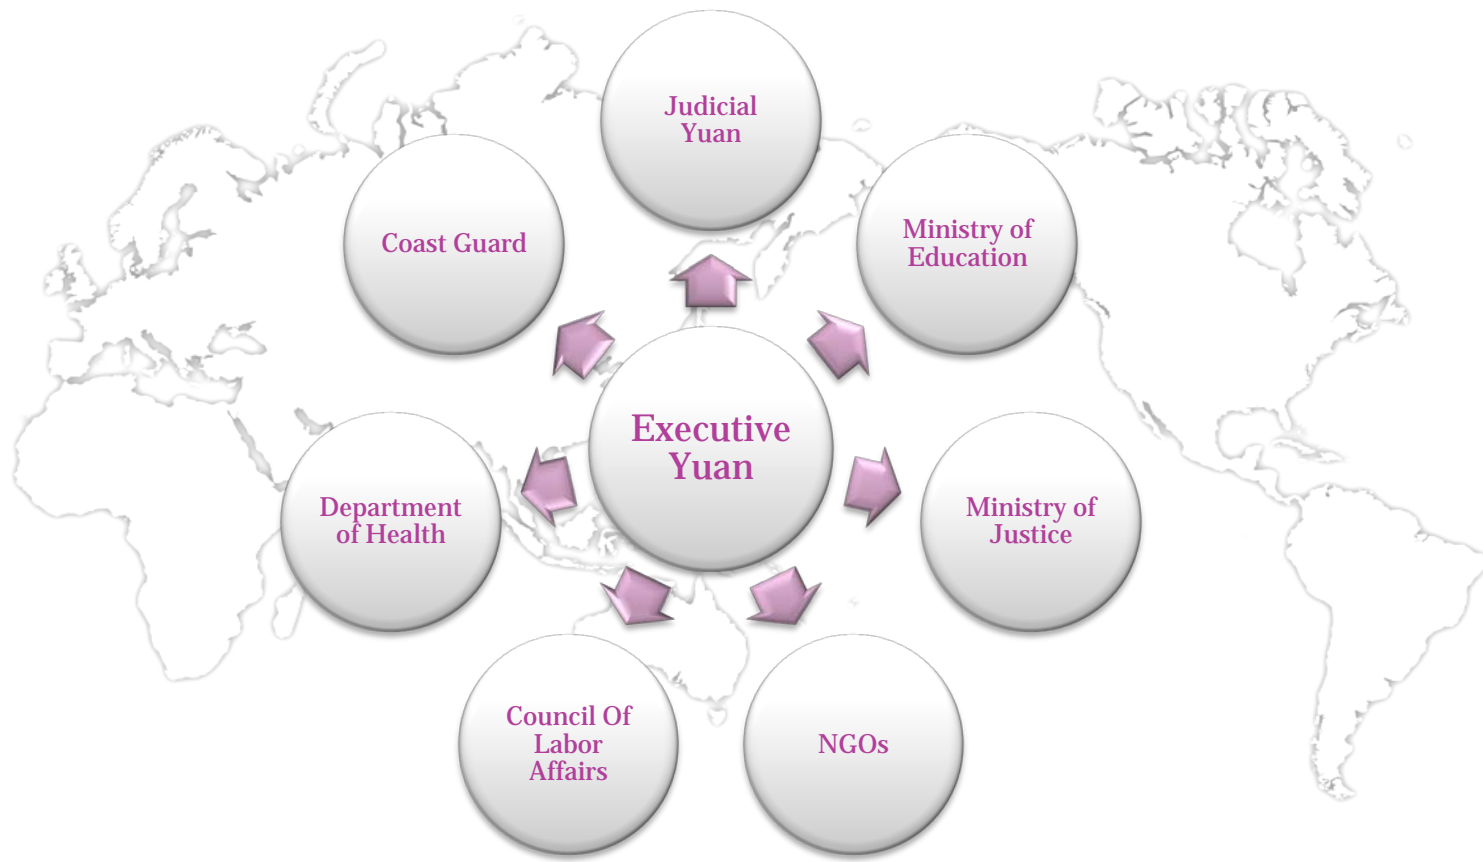 Judicial
Yuan
Coast Guard
Ministry of
Education
Executive
Yuan
Department
of Health
Ministry of
Justice
Council Of
Labor
Affairs
NGOs